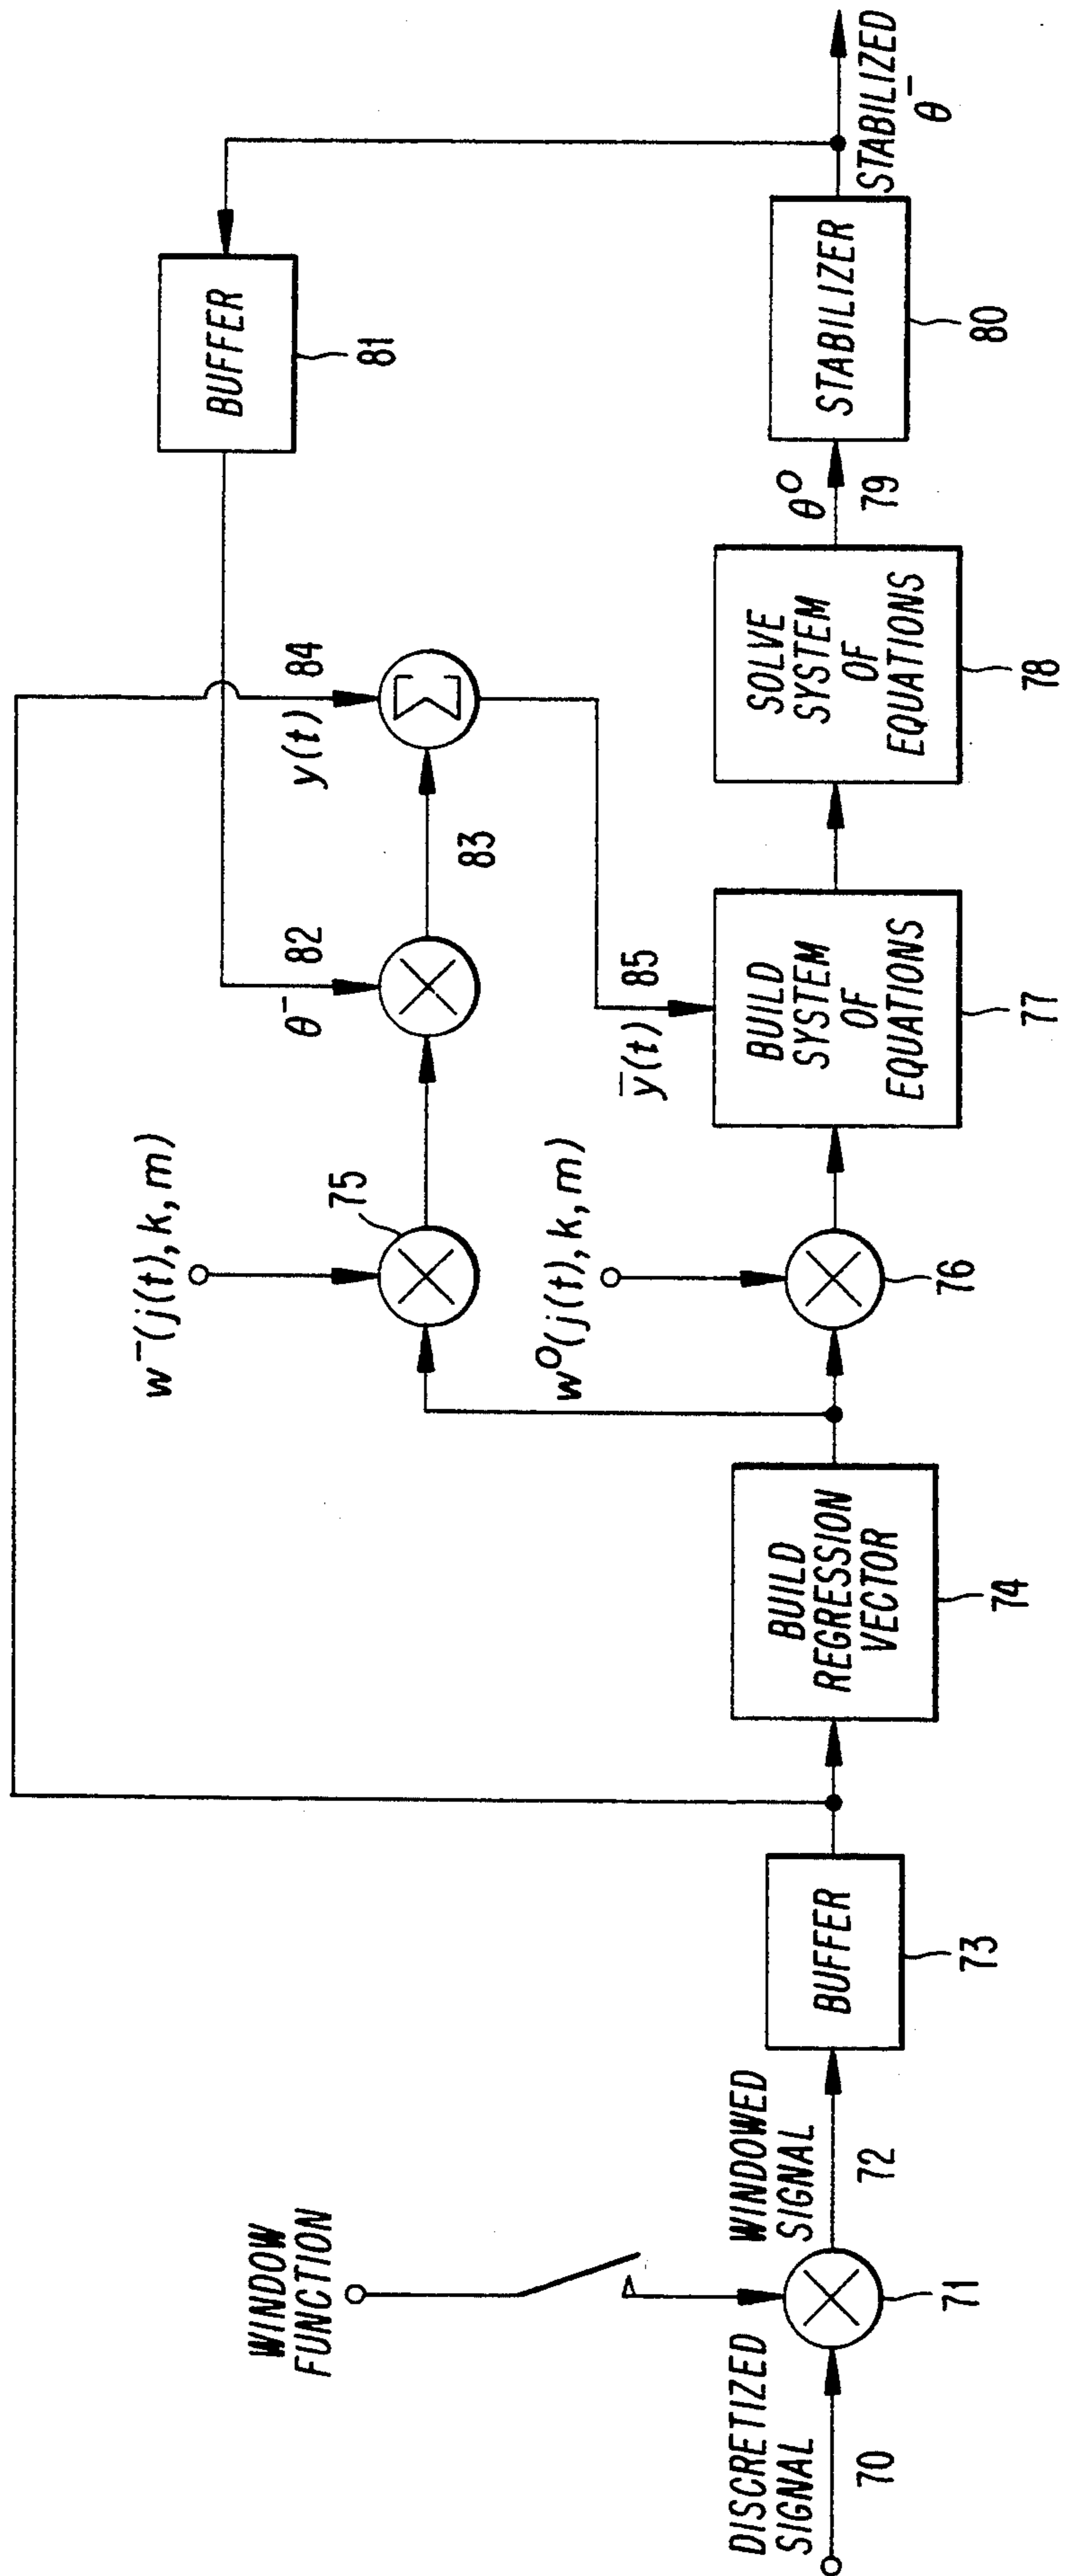 WINDOW
FUNCTION
DISCRETIZED
SIGNAL
70
71
WINDOWED
SIGNAL
72
BUFFER
73
BUILD
REGRESSION
VECTOR
74
w⁻(j(t), k, m)
75
w⁰(j(t), k, m)
76
θ⁻
82
83
y(t)
84
Σ
ȳ(t)
85
BUILD
SYSTEM
OF
EQUATIONS
77
SOLVE
SYSTEM
OF
EQUATIONS
78
θ⁰
79
BUFFER
81
STABILIZER
80
STABILIZED
θ⁻